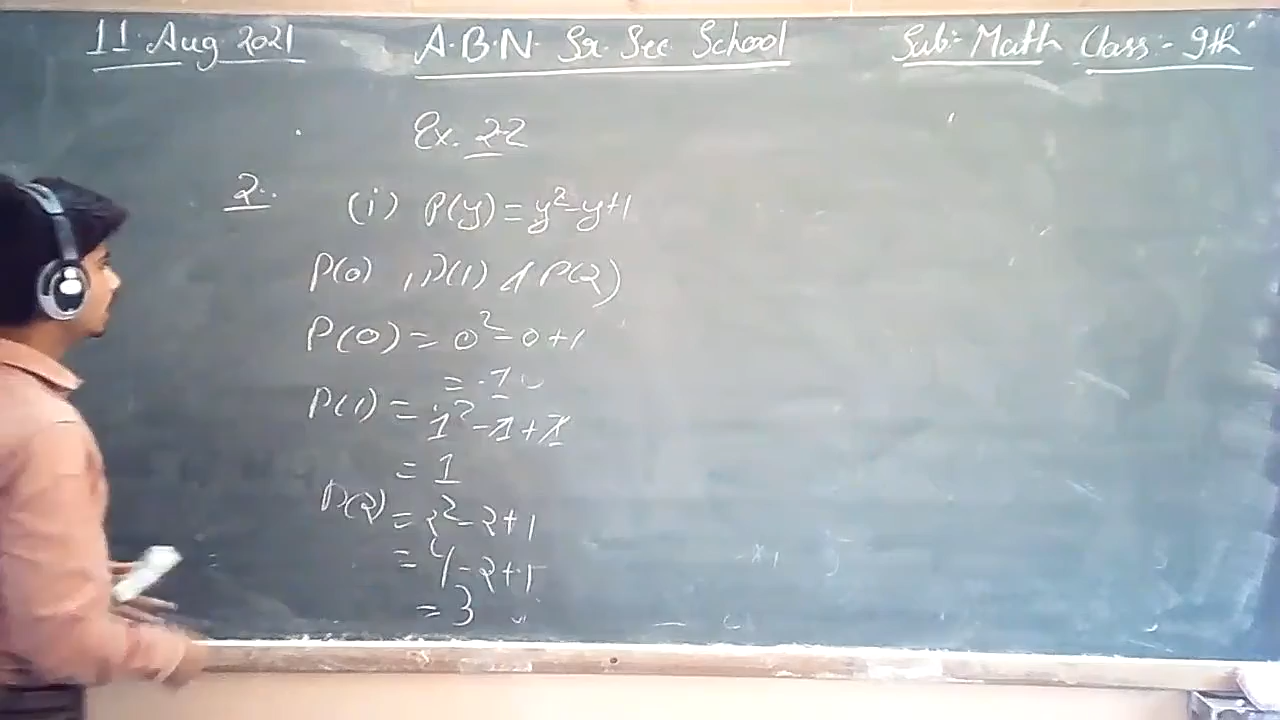 11. Aug 2021 A.B.N. Sr. Sec. School Sub:- Math Class:- 9th
Ex. 2.2
2. (i) P(y) = y²-y+1
P(0) , P(1) & P(2)
P(0) = 0²-0+1
= 1
P(1) = 1²-1+1
= 1
P(2) = 2²-2+1
= 4-2+1
= 3